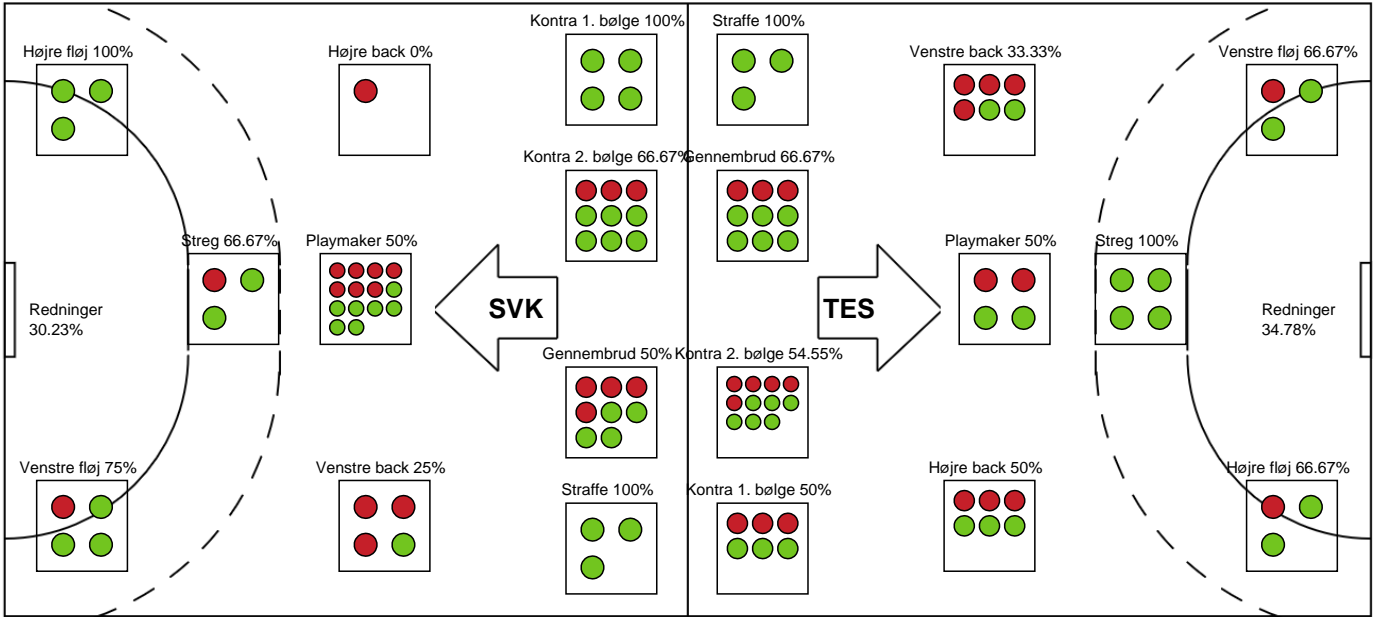 Kontra 1. bølge 100%
Straffe 100%
Højre fløj 100%
Højre back 0%
Venstre back 33.33%
Venstre fløj 66.67%
Kontra 2. bølge 66.67%
Gennembrud 66.67%
Streg 66.67%
Playmaker 50%
Playmaker 50%
Streg 100%
Redninger
30.23%
SVK
TES
Redninger
34.78%
Gennembrud 50%
Kontra 2. bølge 54.55%
Venstre fløj 75%
Venstre back 25%
Højre back 50%
Højre fløj 66.67%
Straffe 100%
Kontra 1. bølge 50%